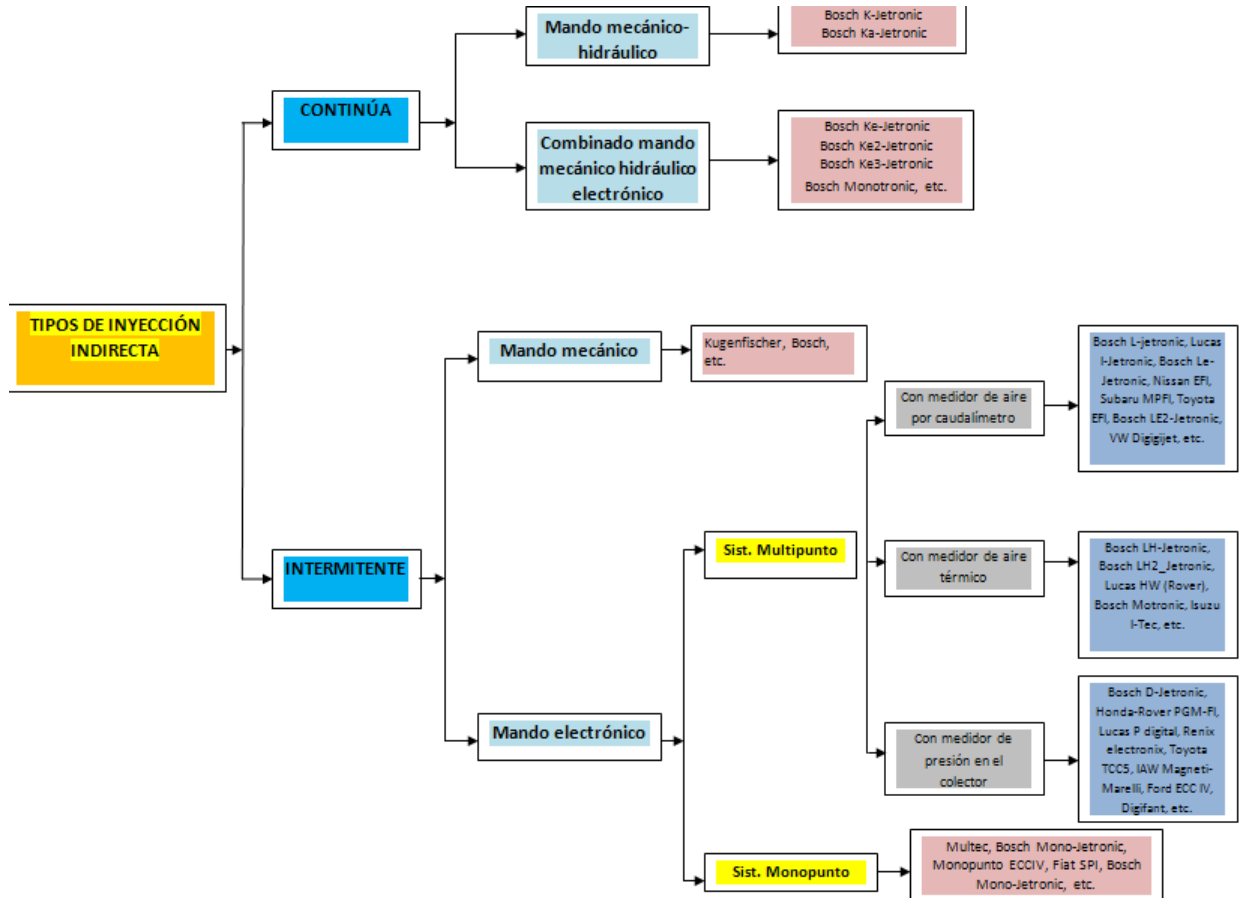 Bosch K-Jetronic
Bosch Ka-Jetronic
Mando mecánico-
hidráulico
CONTINÚA
Combinado mando
mecánico hidráulico
electrónico
Bosch Ke-Jetronic
Bosch Ke2-Jetronic
Bosch Ke3-Jetronic
Bosch Monotronic, etc.
TIPOS DE INYECCIÓN
INDIRECTA
Mando mecánico
Kugenfischer, Bosch,
etc.
Con medidor de aire
por caudalímetro
Bosch L-jetronic, Lucas
I-Jetronic, Bosch Le-
Jetronic, Nissan EFI,
Subaru MPFI, Toyota
EFI, Bosch LE2-Jetronic,
VW Digigijet, etc.
INTERMITENTE
Sist. Multipunto
Con medidor de aire
térmico
Bosch LH-Jetronic,
Bosch LH2_Jetronic,
Lucas HW (Rover),
Bosch Motronic, Isuzu
I-Tec, etc.
Mando electrónico
Con medidor de
presión en el
colector
Bosch D-Jetronic,
Honda-Rover PGM-FI,
Lucas P digital, Renix
electronix, Toyota
TCC5, IAW Magneti-
Marelli, Ford ECC IV,
Digifant, etc.
Sist. Monopunto
Multec, Bosch Mono-Jetronic,
Monopunto ECCIV, Fiat SPI, Bosch
Mono-Jetronic, etc.